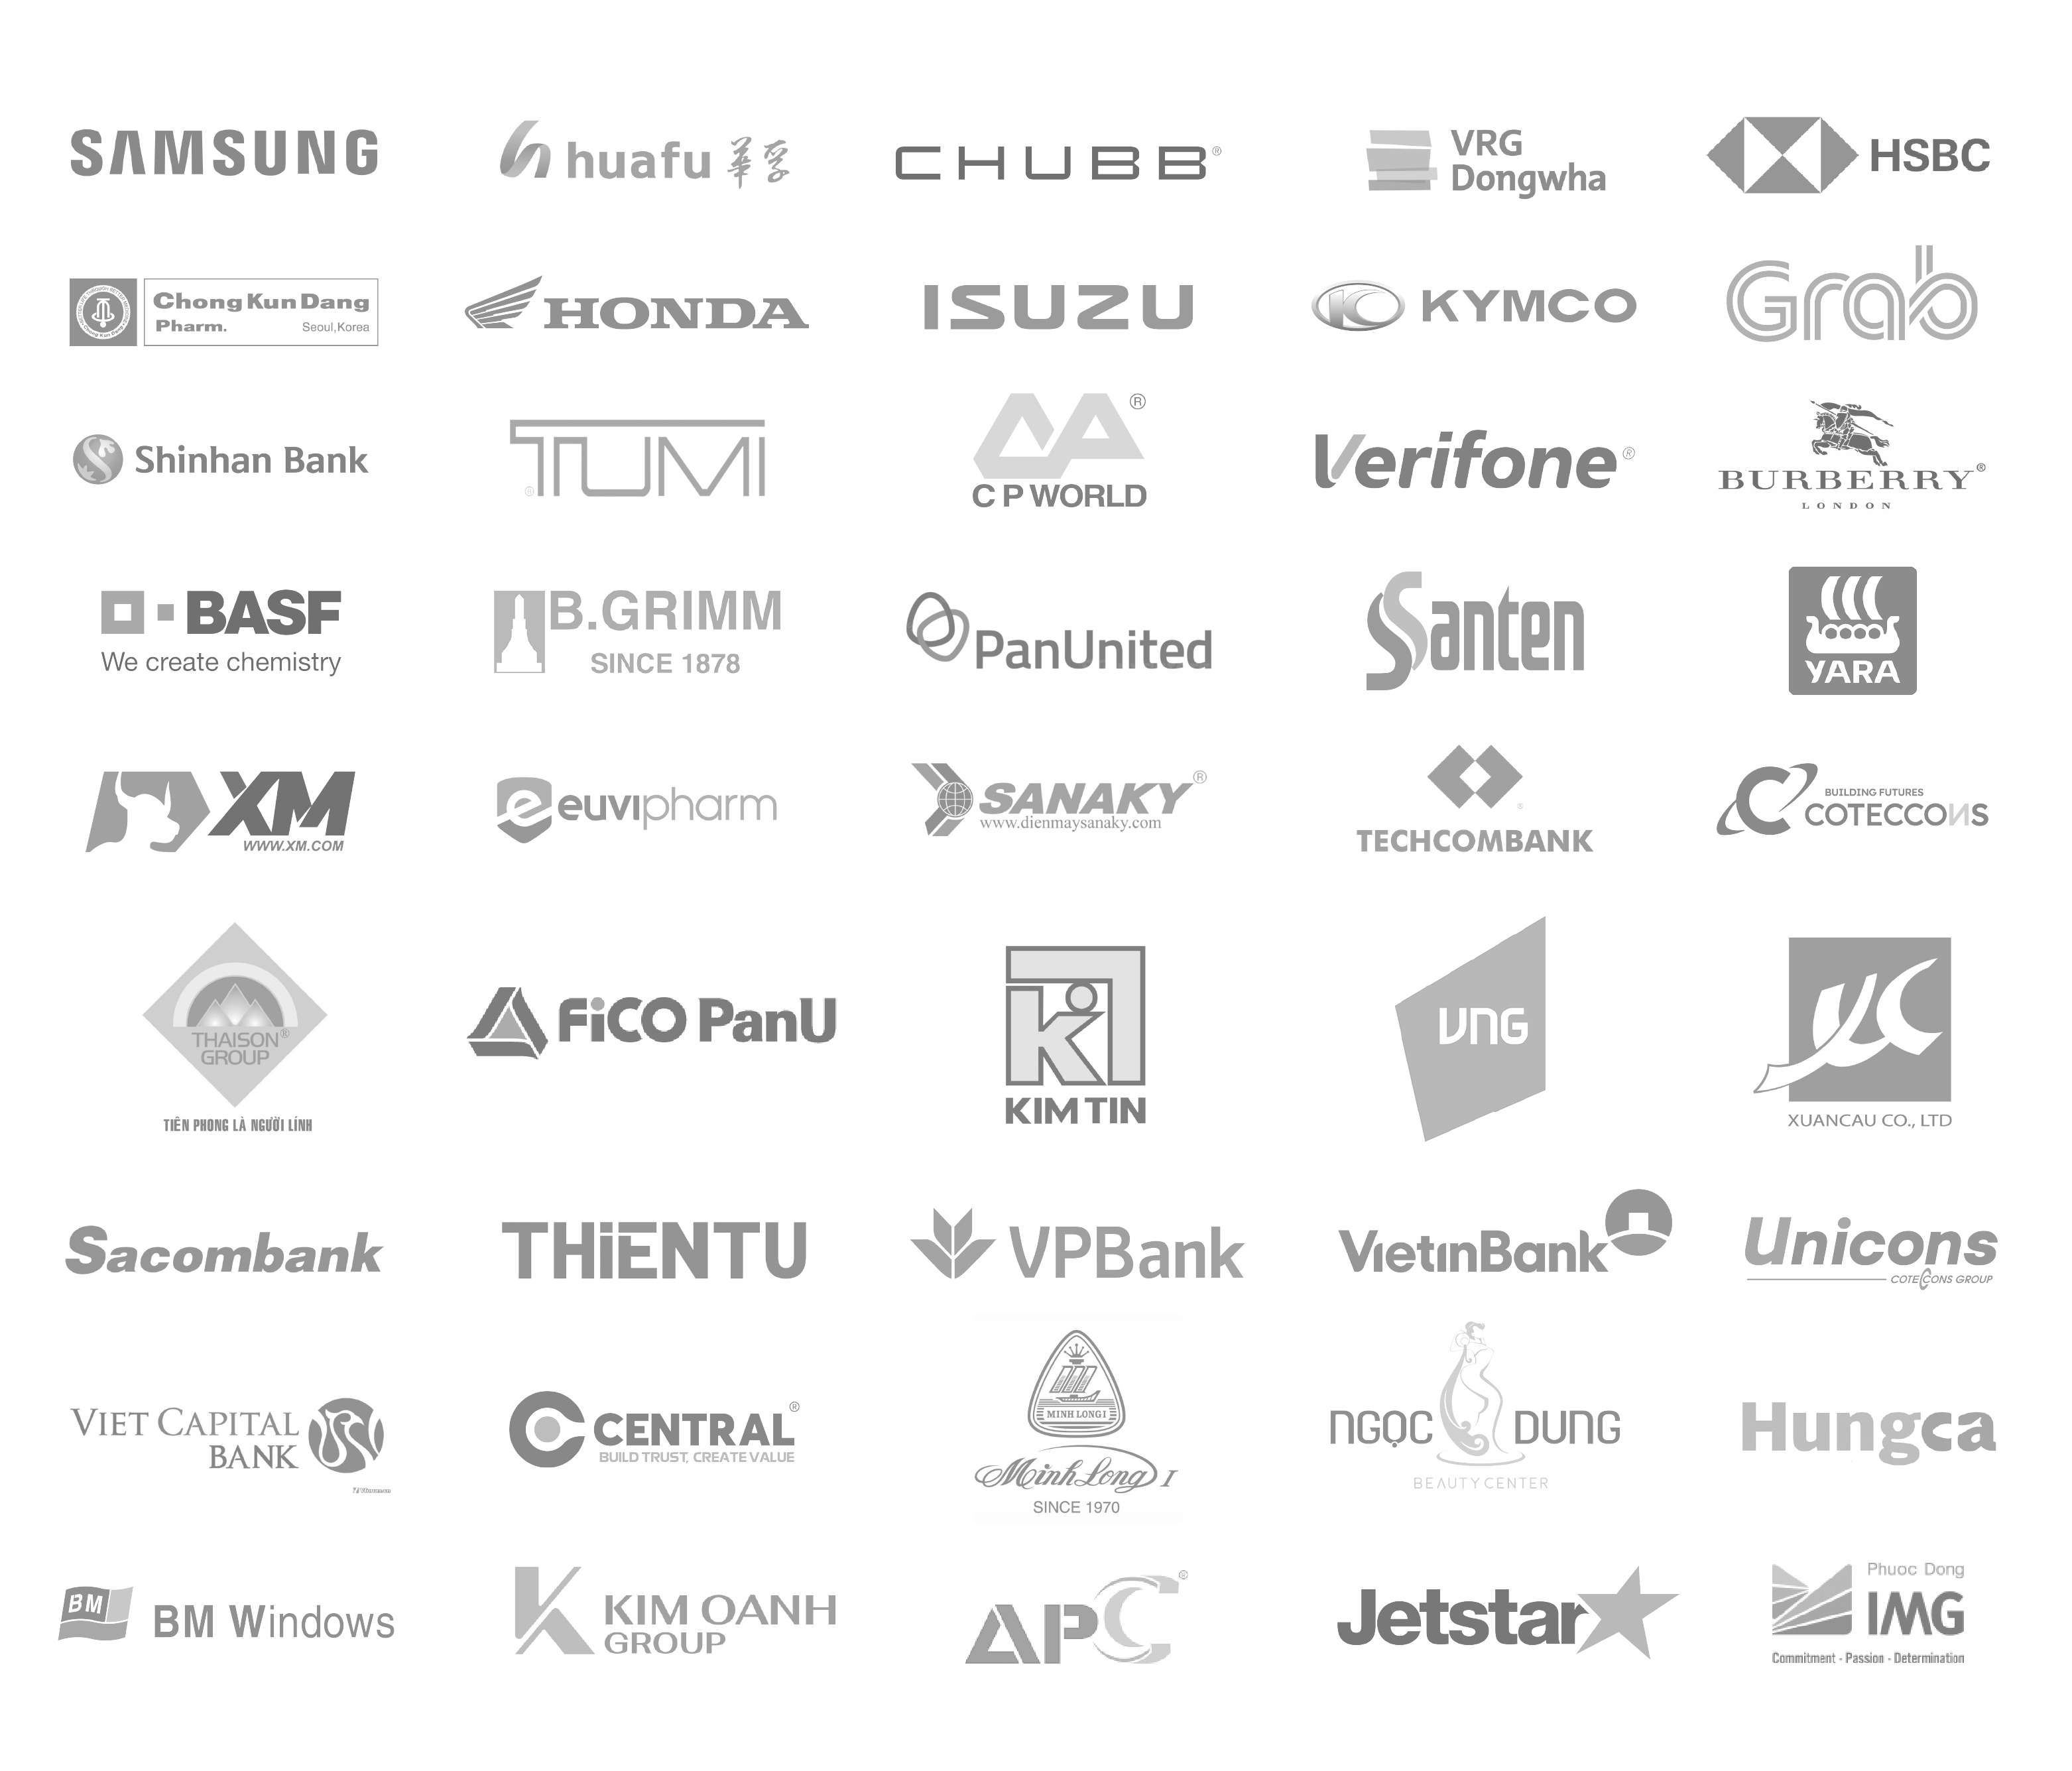 SAMSUNG
huafu 華孚
CHUBB®
VRG
Dongwha
HSBC
Chong Kun Dang
Pharm. Seoul,Korea
HONDA
ISUZU
KYMCO
Grab
Shinhan Bank
TUMI
®
®
C P WORLD
Verifone®
BURBERRY®
LONDON
BASF
We create chemistry
B.GRIMM
SINCE 1878
PanUnited
Santen
YARA
XM
WWW.XM.COM
euvipharm
SANAKY®
www.dienmaysanaky.com
TECHCOMBANK
BUILDING FUTURES
COTECCONS
THAISON®
GROUP
TIÊN PHONG LÀ NGƯỜI LÍNH
FiCO PanU
KIM TIN
VNG
XUANCAU CO., LTD
Sacombank
THiENTU
VPBank
VietinBank
Unicons
COTECCONS GROUP
VIET CAPITAL
BANK
CENTRAL®
BUILD TRUST, CREATE VALUE
MINH LONG I
Minh Long I
SINCE 1970
NGỌC DUNG
BEAUTY CENTER
Hungca
BM
BM Windows
KIM OANH
GROUP
APC®
Jetstar
Phuoc Dong
IMG
Commitment - Passion - Determination